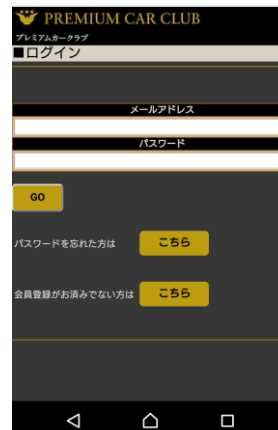 PREMIUM CAR CLUB
プレミアムカークラブ
■ログイン
メールアドレス
パスワード
GO
パスワードを忘れた方は こちら
会員登録がお済みでない方は こちら